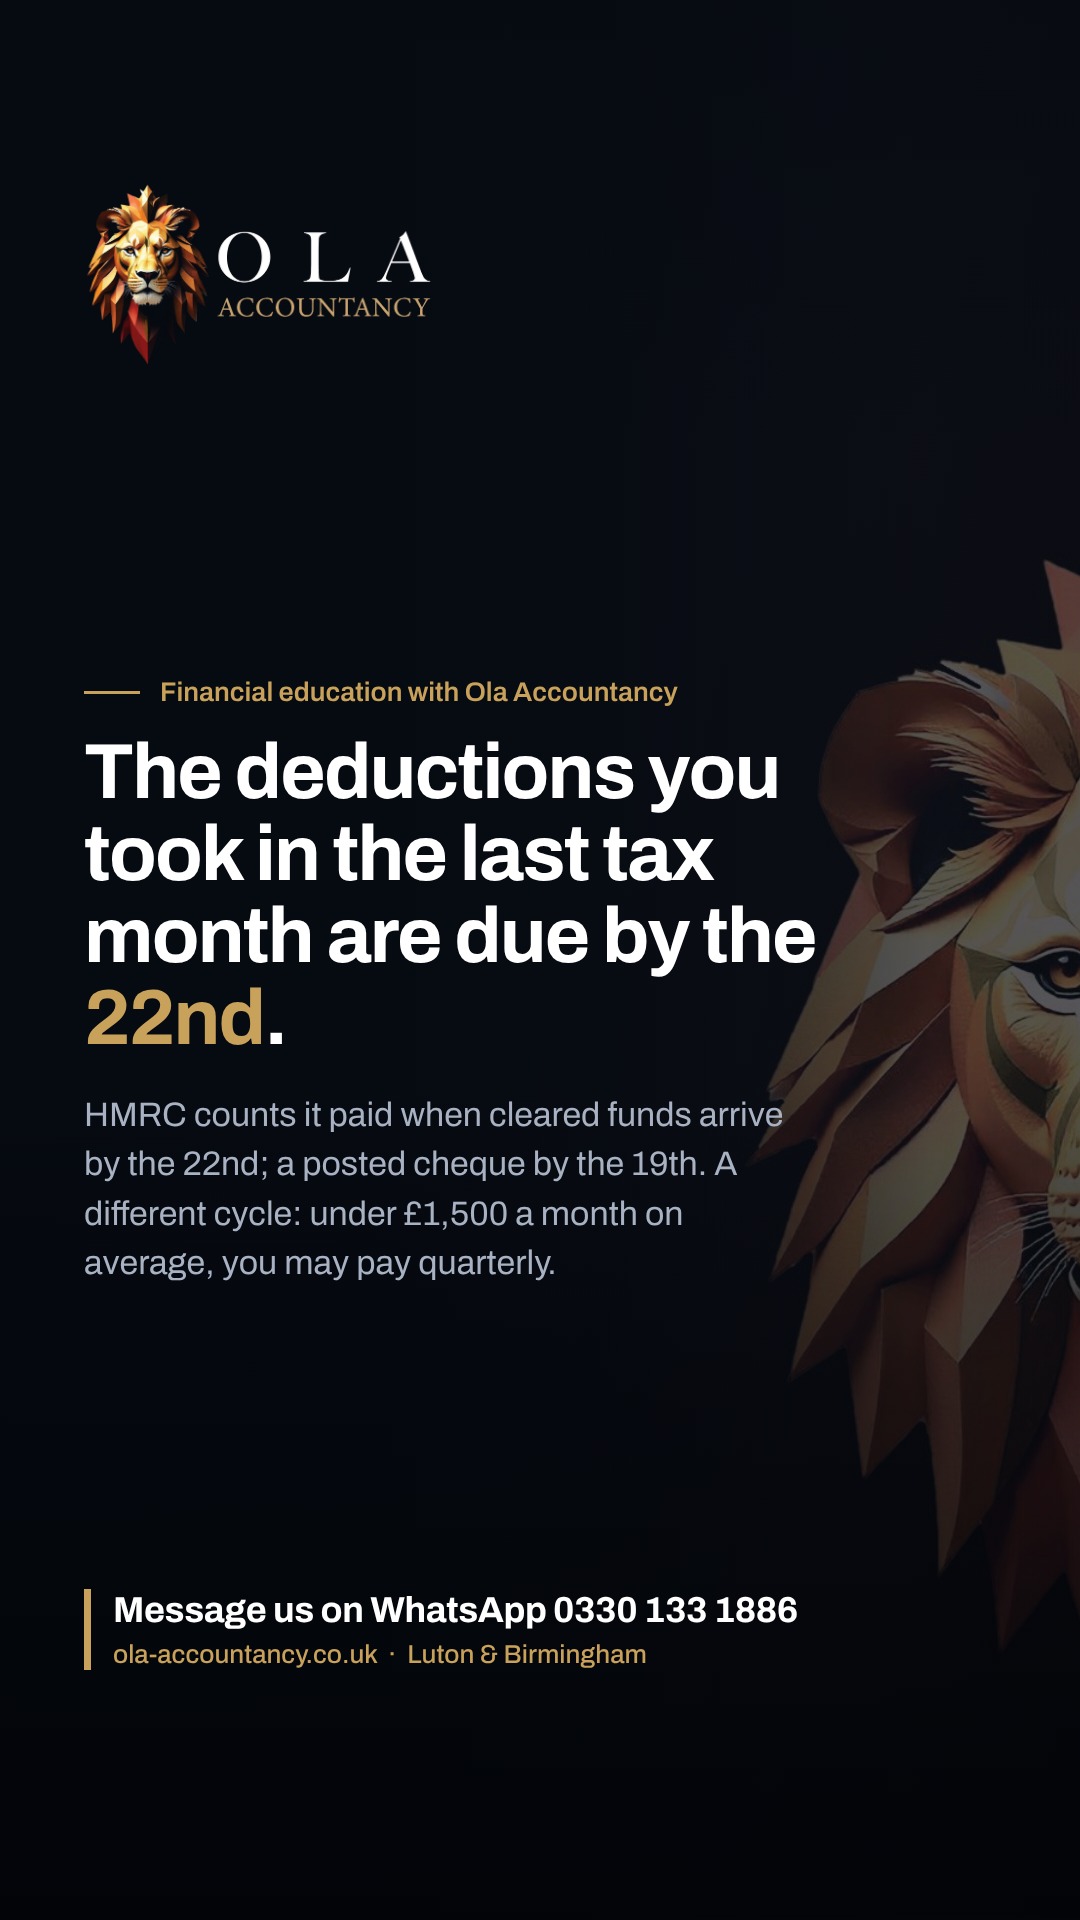 OLA
ACCOUNTANCY
Financial education with Ola Accountancy
The deductions you
took in the last tax
month are due by the
22nd.
HMRC counts it paid when cleared funds arrive
by the 22nd; a posted cheque by the 19th. A
different cycle: under £1,500 a month on
average, you may pay quarterly.
Message us on WhatsApp 0330 133 1886
ola-accountancy.co.uk · Luton & Birmingham